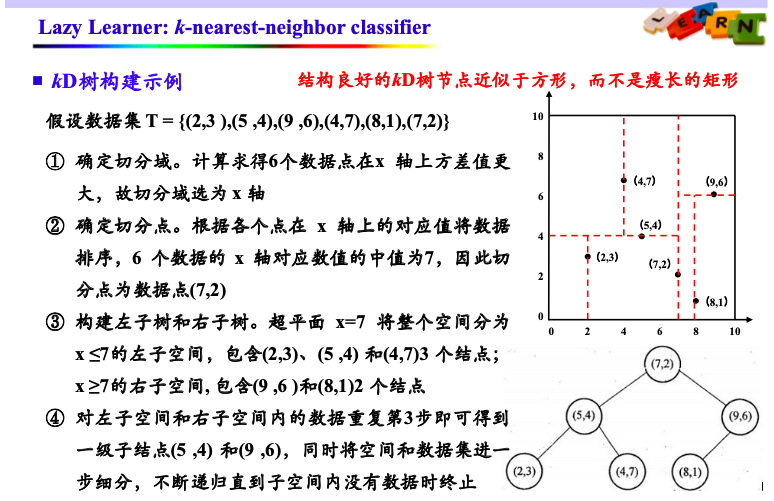 Lazy Learner: k-nearest-neighbor classifier
LEARN
kD树构建示例
结构良好的kD树节点近似于方形，而不是瘦长的矩形
假设数据集 T = {(2,3 ),(5 ,4),(9 ,6),(4,7),(8,1),(7,2)}
① 确定切分域。计算求得6个数据点在x 轴上方差值更
大，故切分域选为 x 轴
② 确定切分点。根据各个点在 x 轴上的对应值将数据
排序，6 个数据的 x 轴对应数值的中值为7，因此切
分点为数据点(7,2)
③ 构建左子树和右子树。超平面 x=7 将整个空间分为
x ≤7的左子空间，包含(2,3)、(5 ,4) 和(4,7)3 个结点；
x ≥7的右子空间, 包含(9 ,6 )和(8,1)2 个结点
④ 对左子空间和右子空间内的数据重复第3步即可得到
一级子结点(5 ,4) 和(9 ,6)，同时将空间和数据集进一
步细分，不断递归直到子空间内没有数据时终止
10
8
(4,7)
(9,6)
6
(5,4)
4
(2,3)
(7,2)
2
(8,1)
0
0 2 4 6 8 10
(7,2)
(5,4)
(9,6)
(2,3)
(4,7)
(8,1)